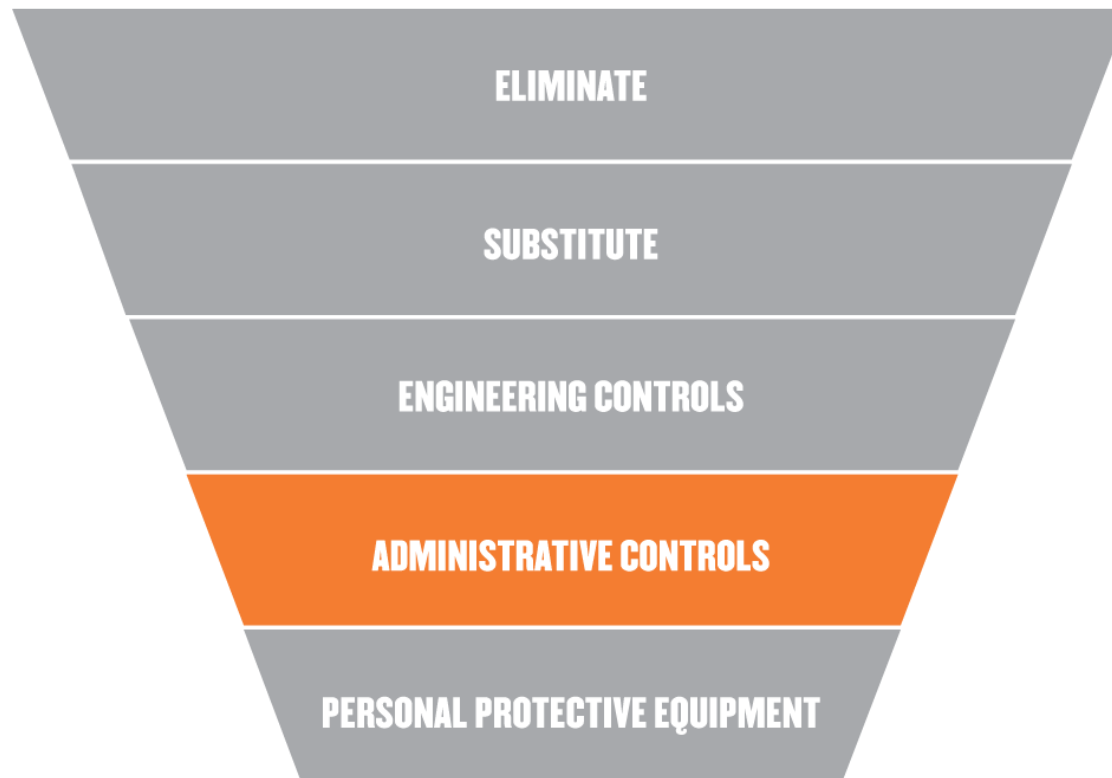 ELIMINATE
SUBSTITUTE
ENGINEERING CONTROLS
ADMINISTRATIVE CONTROLS
PERSONAL PROTECTIVE EQUIPMENT